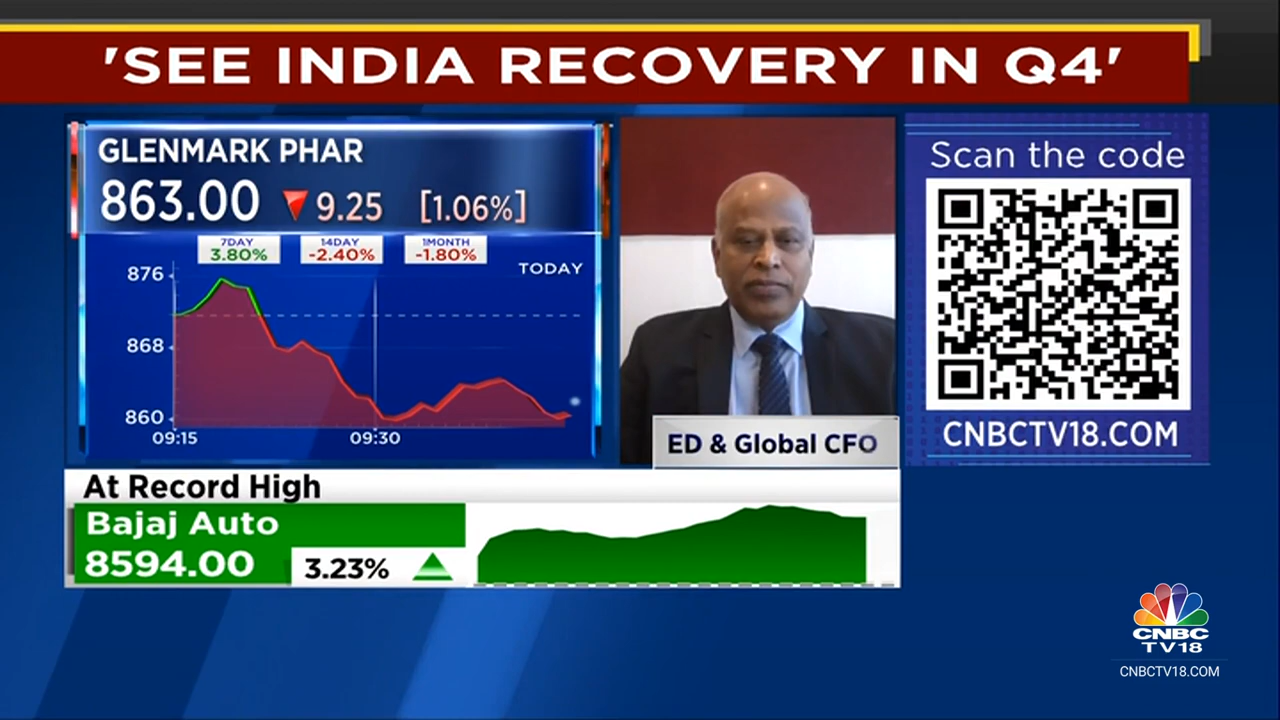 'SEE INDIA RECOVERY IN Q4'
GLENMARK PHAR
863.00 ▼ 9.25 [1.06%]
7DAY 14DAY 1MONTH
3.80% -2.40% -1.80%
TODAY
876
868
860
09:15 09:30
ED & Global CFO
Scan the code
CNBCTV18.COM
At Record High
Bajaj Auto
8594.00 3.23% ▲
CNBC
TV18
CNBCTV18.COM